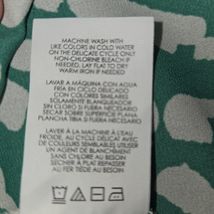 MACHINE WASH WITH
LIKE COLORS IN COLD WATER
ON THE DELICATE CYCLE ONLY
NON-CHLORINE BLEACH IF
NEEDED, LAY FLAT TO DRY
WARM IRON IF NEEDED
LAVAR A MÁQUINA CON AGUA
FRÍA EN CICLO DELICADO
CON COLORES SIMILARES
SOLAMENTE BLANQUEADOR
SIN CLORO SI FUERA NECESARIO
SECAR SOBRE SUPERFICIE PLANA
PLANCHA TIBIA SI ES NECESARIO
LAVER À LA MACHINE À L'EAU
FROIDE, AU CYCLE DÉLICAT AVEC
DE COULEURS SEMBLABLES UTILISER
UN AGENT DE BLANCHIMENT
SANS CHLORE AU BESOIN
SÉCHER À PLAT
FER TIÈDE AU BESOIN